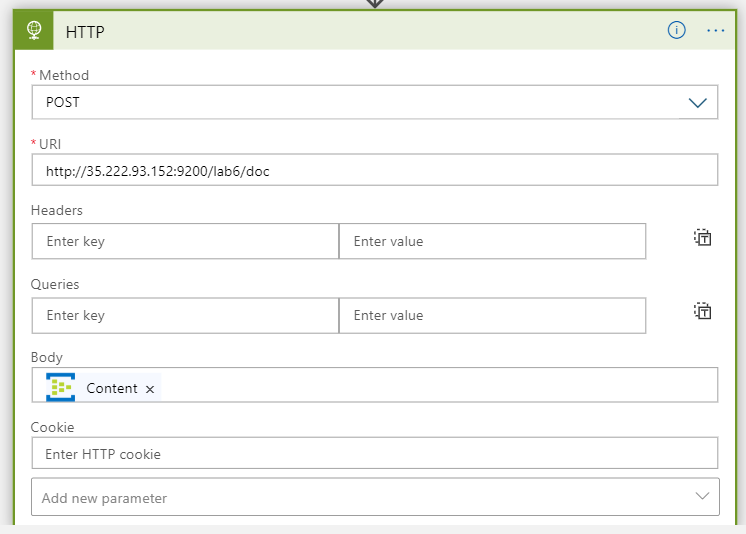 HTTP
* Method
POST
* URI
http://35.222.93.152:9200/lab6/doc
Headers
Enter key Enter value
Queries
Enter key Enter value
Body
Content ×
Cookie
Enter HTTP cookie
Add new parameter